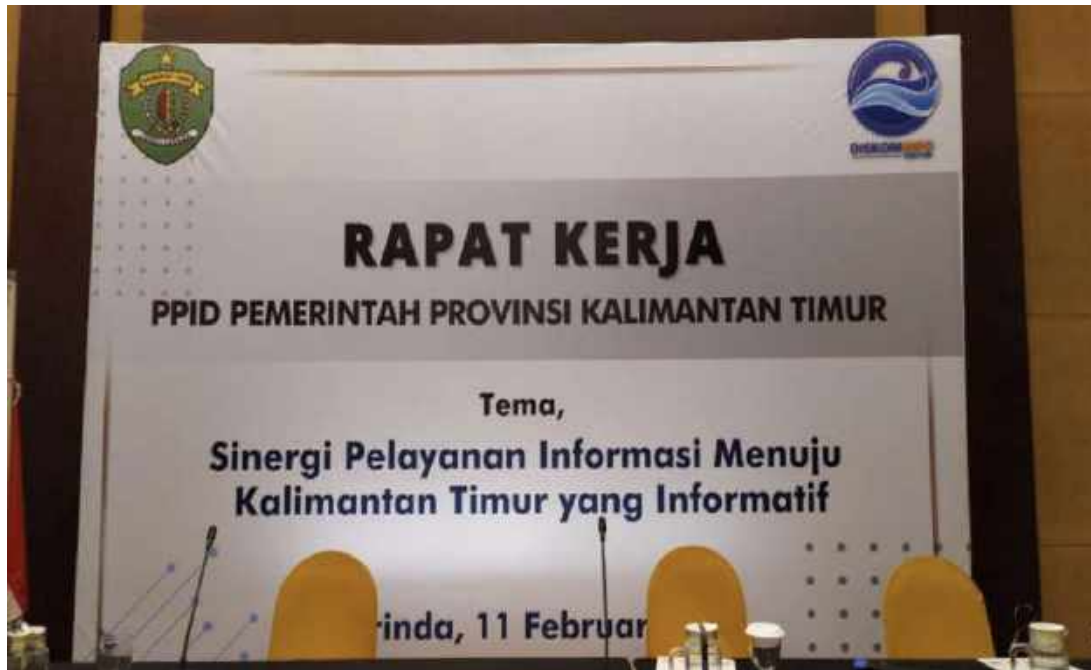 RAPAT KERJA
PPID PEMERINTAH PROVINSI KALIMANTAN TIMUR
Tema,
Sinergi Pelayanan Informasi Menuju
Kalimantan Timur yang Informatif
rinda, 11 Februar
DISKOMINFO